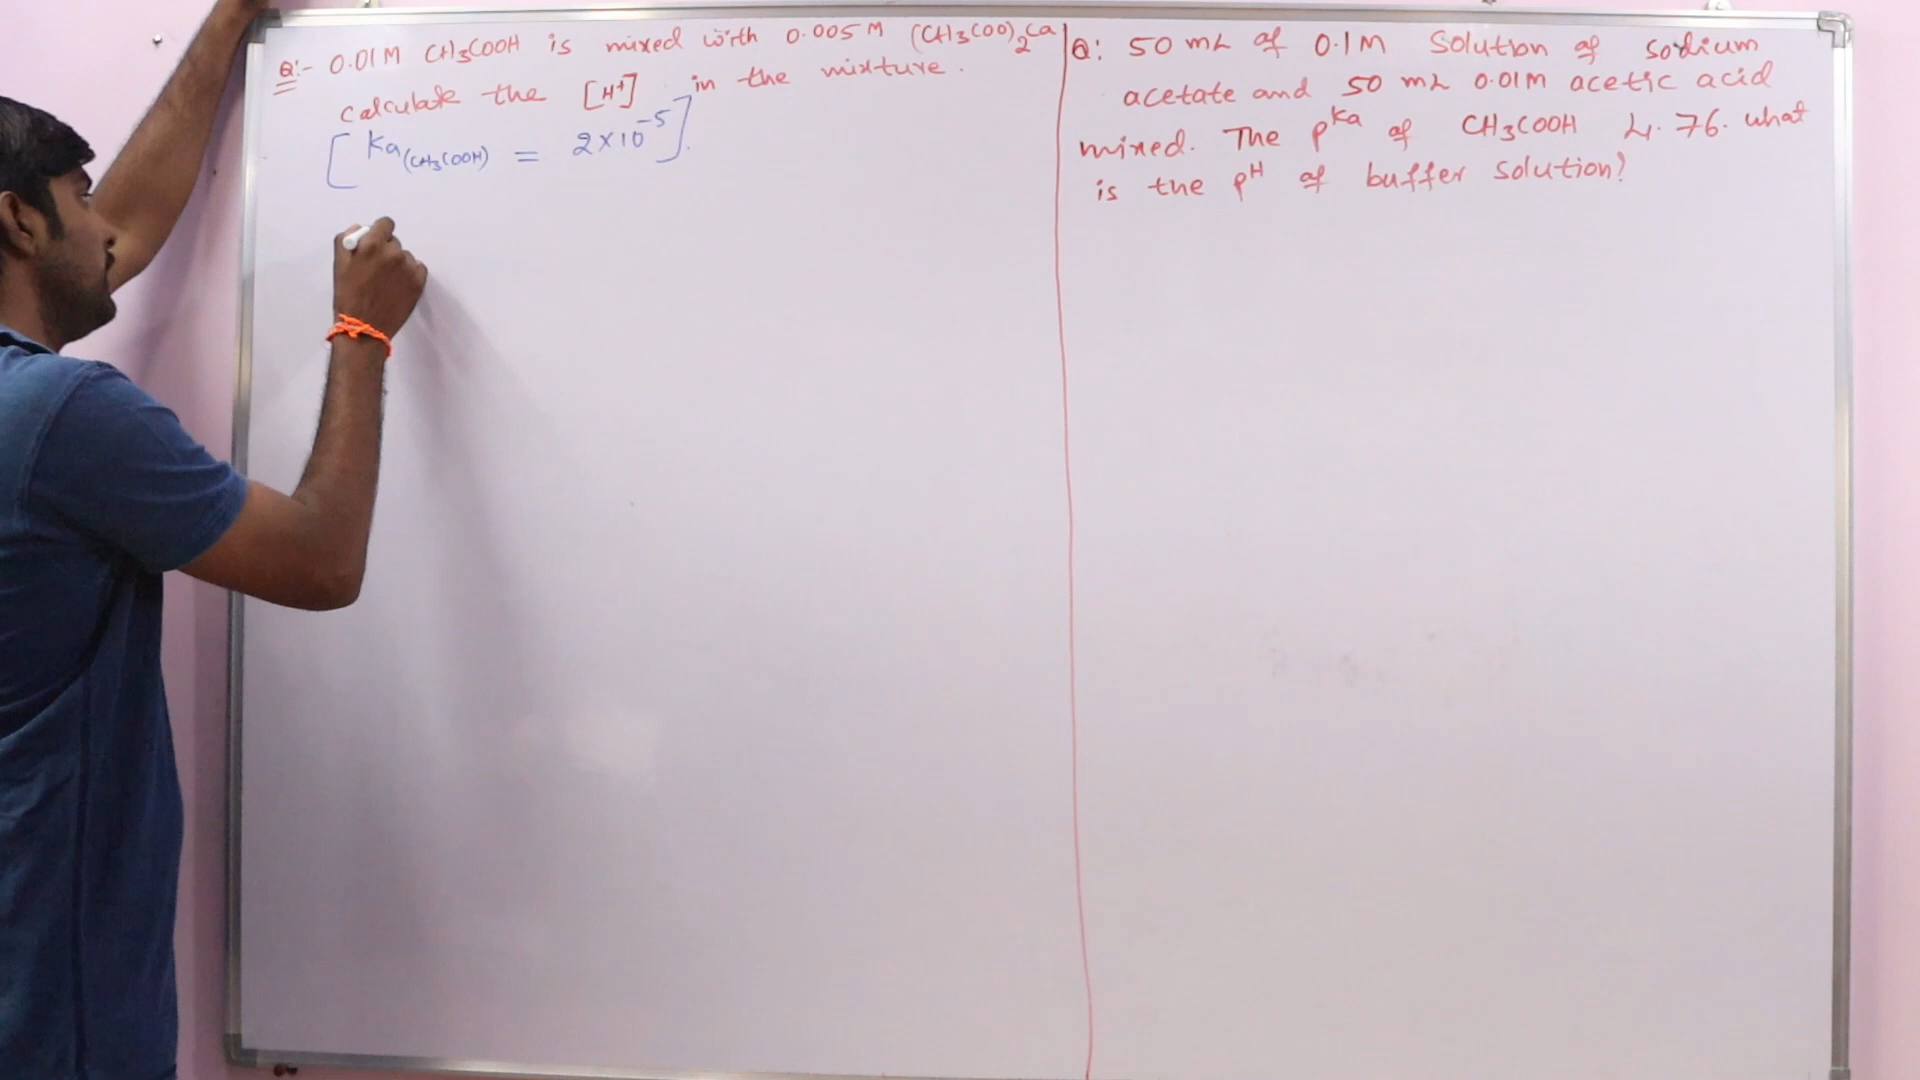 Q:- 0.01M CH3COOH is mixed with 0.005M (CH3COO)2Ca
calculate the [H+] in the mixture.
[Ka(CH3COOH) = 2×10^-5].
Q: 50 mL of 0.1M Solution of sodium
acetate and 50 mL 0.01M acetic acid
mixed. The pKa of CH3COOH 4.76. what
is the pH of buffer solution?